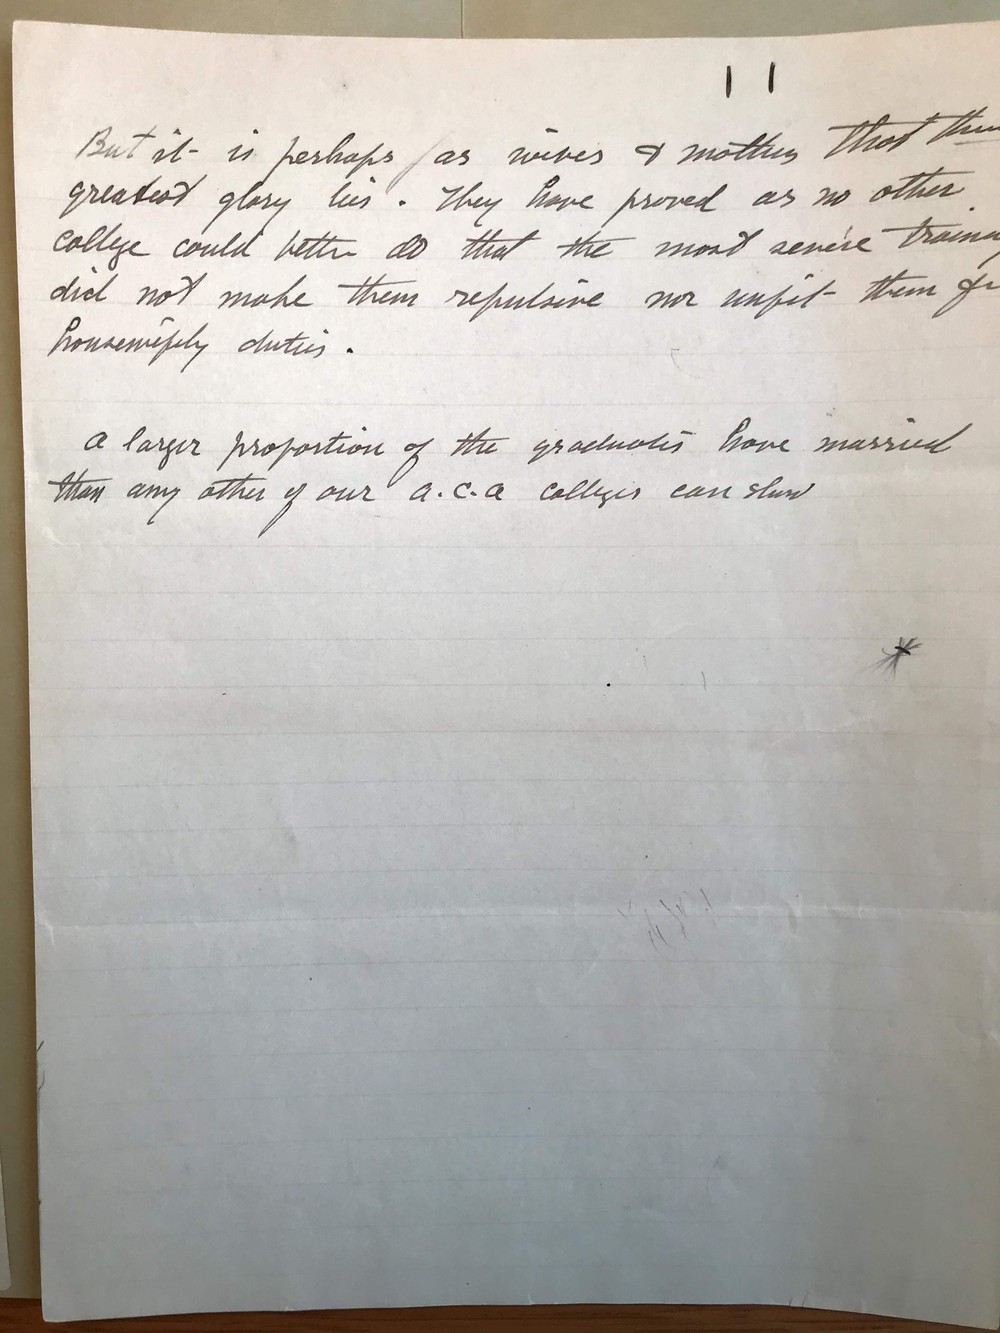 11
But it is perhaps as wives & mothers that their
greatest glory lies. They have proved as no other
college could better do that the most severe training
did not make them repulsive nor unfit them for
housewifely duties.
A larger proportion of the graduates have married
than any other of our A.C.A colleges can show